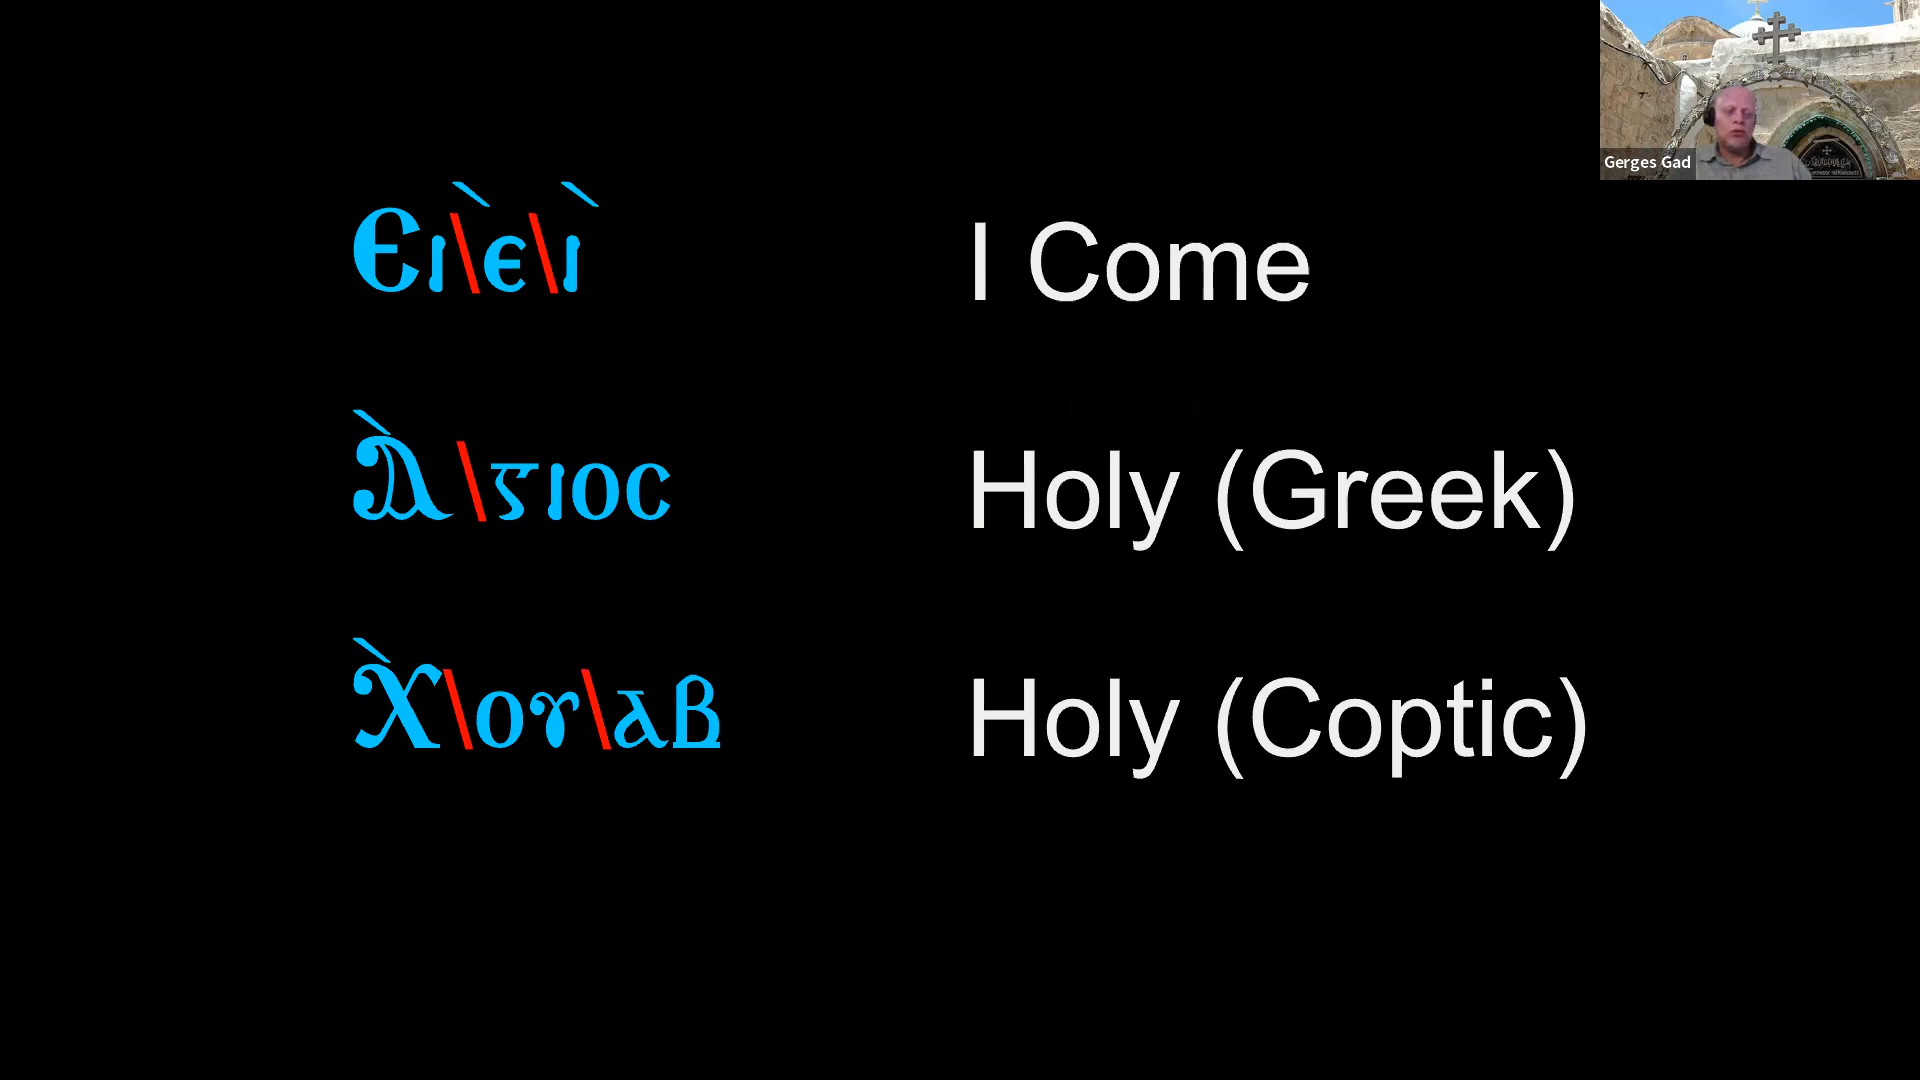 Ⲉⲓ\ⲉ̀\ⲓ̀ I Come
Ⲁ̀\ⲅⲓⲟⲥ Holy (Greek)
Ⲭ̀\ⲟⲩ\ⲁⲃ Holy (Coptic)
Gerges Gad